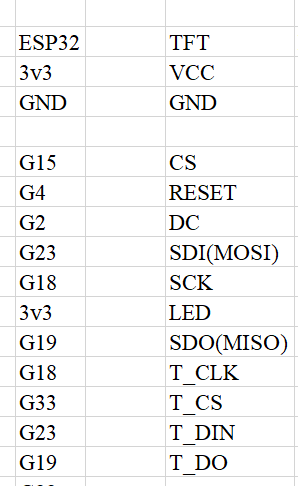 ESP32 TFT
3v3 VCC
GND GND
G15 CS
G4 RESET
G2 DC
G23 SDI(MOSI)
G18 SCK
3v3 LED
G19 SDO(MISO)
G18 T_CLK
G33 T_CS
G23 T_DIN
G19 T_DO